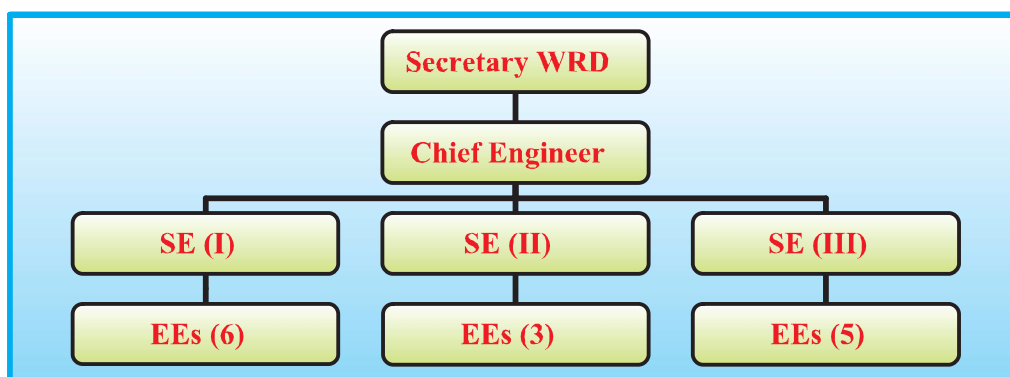 Secretary WRD
Chief Engineer
SE (I)
SE (II)
SE (III)
EEs (6)
EEs (3)
EEs (5)